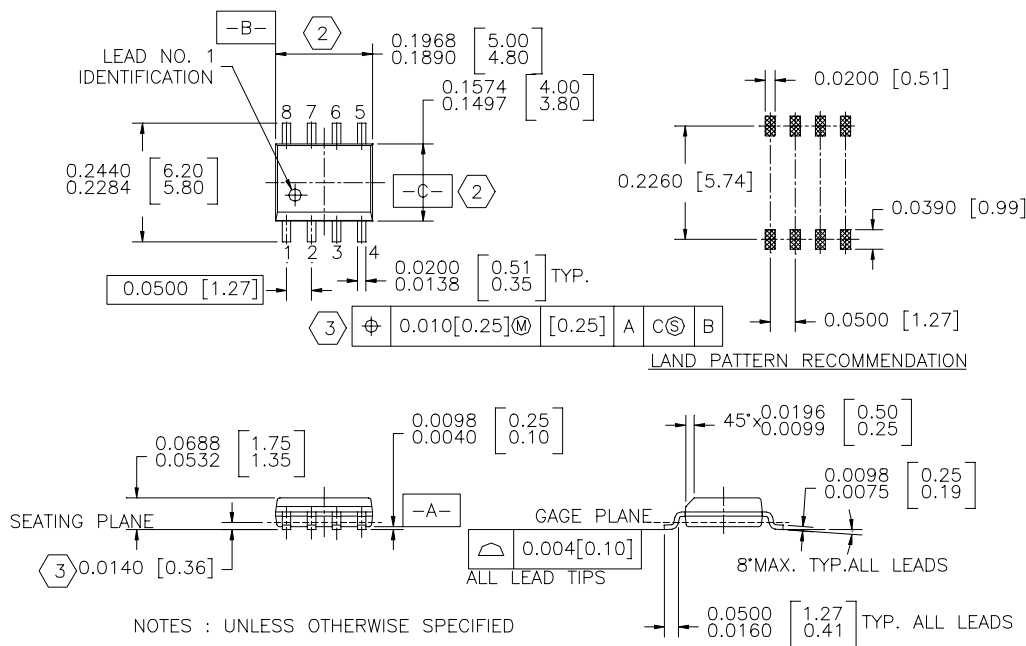 -B-
2
0.1968 [5.00]
0.1890 [4.80]
LEAD NO. 1
IDENTIFICATION
0.1574 [4.00]
0.1497 [3.80]
0.0200 [0.51]
8 7 6 5
0.2440 [6.20]
0.2284 [5.80]
-C-
2
0.2260 [5.74]
0.0390 [0.99]
1 2 3 4
0.0500 [1.27]
0.0200 [0.51]
0.0138 [0.35]
TYP.
3 ⌖ 0.010[0.25]Ⓜ [0.25] A CⓈ B
0.0500 [1.27]
LAND PATTERN RECOMMENDATION
0.0688 [1.75]
0.0532 [1.35]
0.0098 [0.25]
0.0040 [0.10]
45°x 0.0196 [0.50]
0.0099 [0.25]
0.0098 [0.25]
0.0075 [0.19]
-A-
SEATING PLANE
GAGE PLANE
3 0.0140 [0.36]
⌓ 0.004[0.10]
ALL LEAD TIPS
8°MAX. TYP.ALL LEADS
0.0500 [1.27]
0.0160 [0.41]
TYP. ALL LEADS
NOTES : UNLESS OTHERWISE SPECIFIED